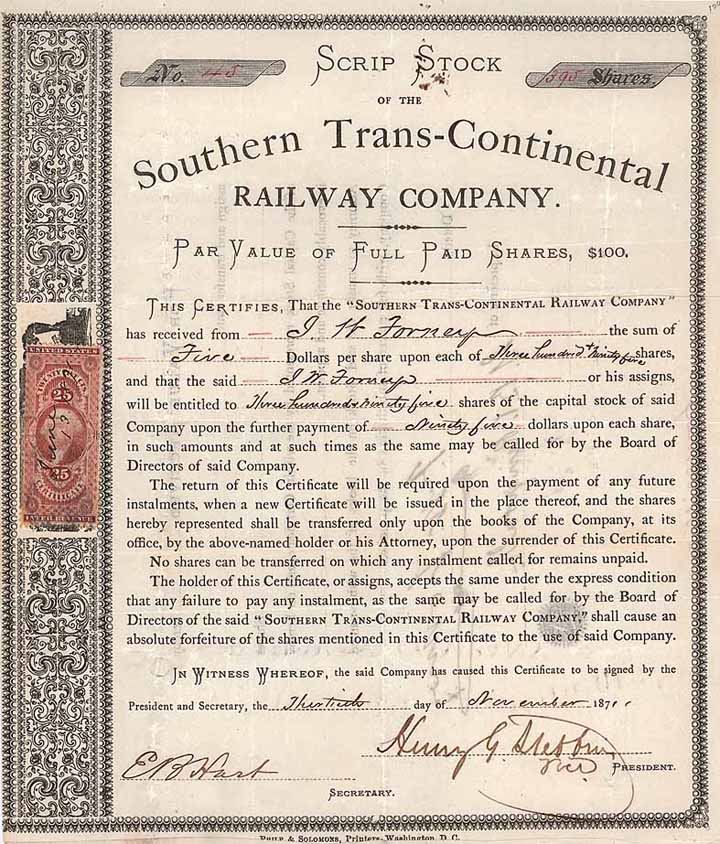 No. 45
SCRIP STOCK
395 Shares.
OF THE
Southern Trans-Continental
RAILWAY COMPANY.
PAR VALUE OF FULL PAID SHARES, $100.
THIS CERTIFIES, That the "SOUTHERN TRANS-CONTINENTAL RAILWAY COMPANY"
has received from J W Forney the sum of
Five Dollars per share upon each of Three hundred + Ninety five shares,
and that the said J. W. Forney or his assigns,
will be entitled to Three hundred & Ninety five shares of the capital stock of said
Company upon the further payment of Ninety five dollars upon each share,
in such amounts and at such times as the same may be called for by the Board of
Directors of said Company.
The return of this Certificate will be required upon the payment of any future
instalments, when a new Certificate will be issued in the place thereof, and the shares
hereby represented shall be transferred only upon the books of the Company, at its
office, by the above-named holder or his Attorney, upon the surrender of this Certificate.
No shares can be transferred on which any instalment called for remains unpaid.
The holder of this Certificate, or assigns, accepts the same under the express condition
that any failure to pay any instalment, as the same may be called for by the Board of
Directors of the said "SOUTHERN TRANS-CONTINENTAL RAILWAY COMPANY," shall cause an
absolute forfeiture of the shares mentioned in this Certificate to the use of said Company.
IN WITNESS WHEREOF, the said Company has caused this Certificate to be signed by the
President and Secretary, the Thirtieth day of November 187
Henry G Stebbins
Vice PRESIDENT.
E B Hart
SECRETARY.
PHILP & SOLOMONS, Printers, Washington, D. C.
UNITED STATES
TWENTY FIVE CENTS
25
25
CERTIFICATE
INTER. REVENUE